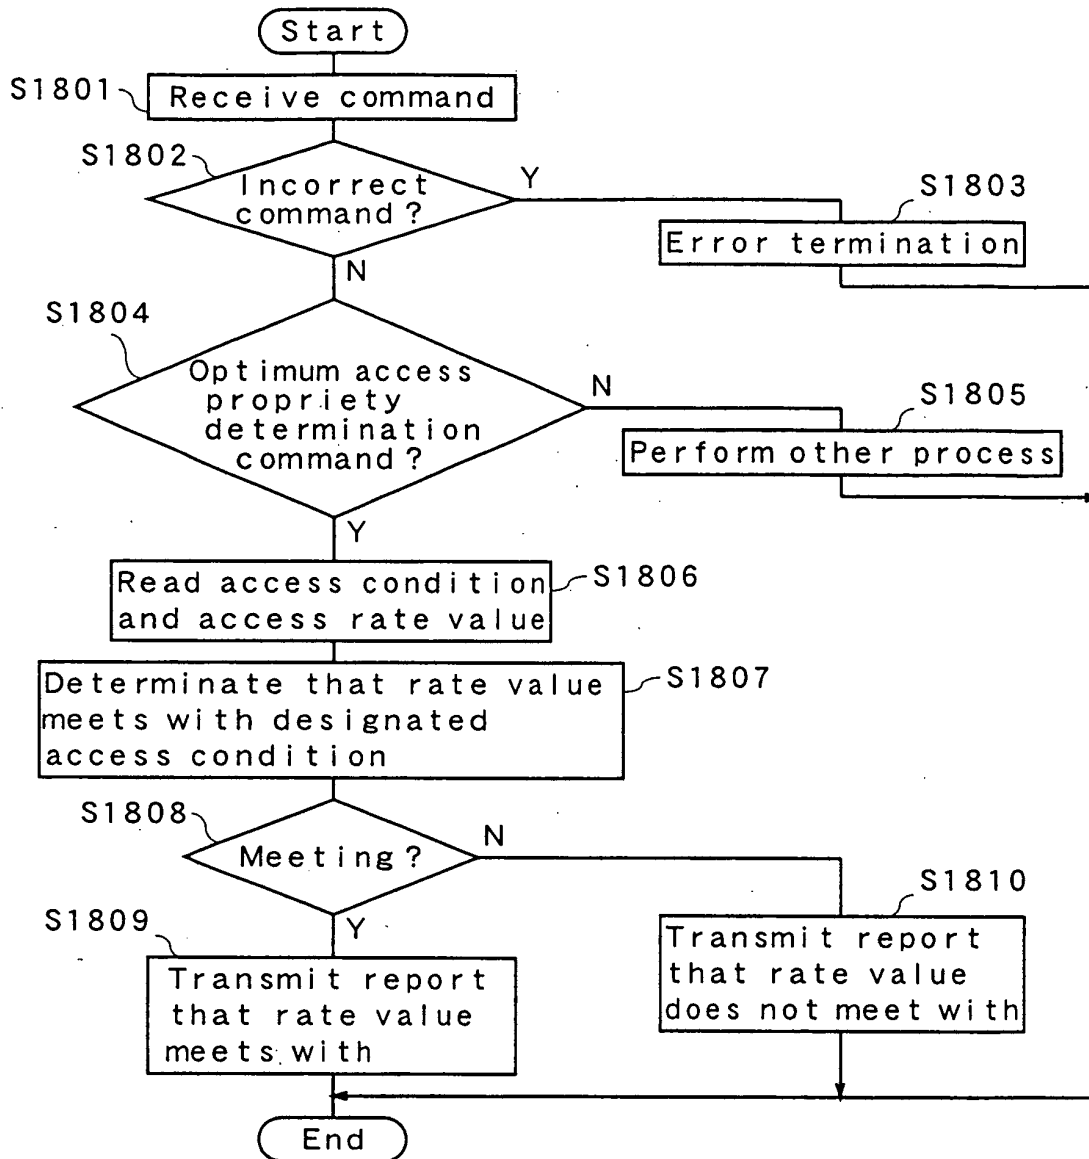 Start
S1801
Receive command
S1802
Incorrect
command?
Y
N
S1803
Error termination
S1804
Optimum access
propriety
determination
command?
N
Y
S1805
Perform other process
Read access condition
and access rate value
S1806
Determinate that rate value
meets with designated
access condition
S1807
S1808
Meeting?
N
Y
S1809
Transmit report
that rate value
meets with
S1810
Transmit report
that rate value
does not meet with
End